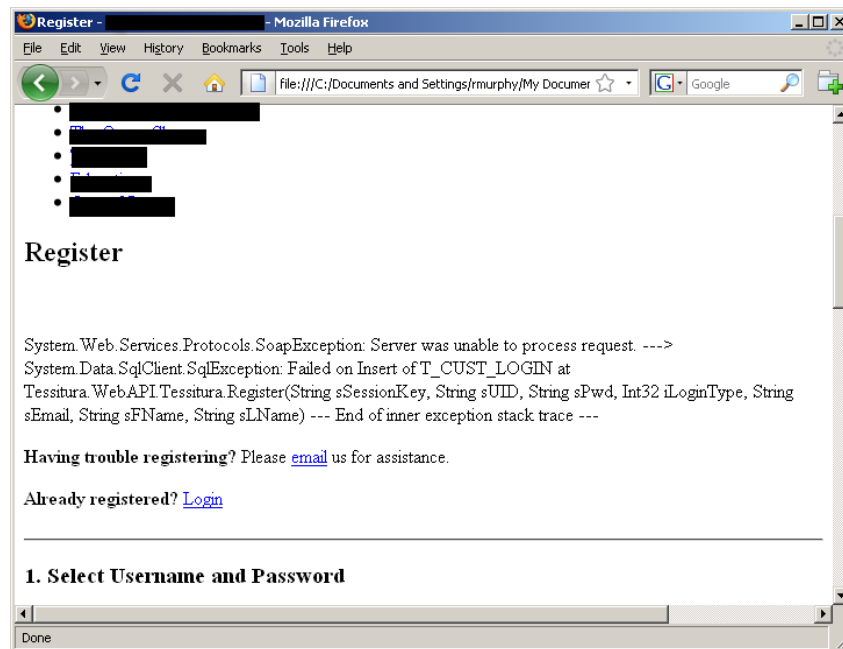 Register - - Mozilla Firefox
File Edit View History Bookmarks Tools Help
file:///C:/Documents and Settings/rmurphy/My Documer G Google
Register
System.Web.Services.Protocols.SoapException: Server was unable to process request. --->
System.Data.SqlClient.SqlException: Failed on Insert of T_CUST_LOGIN at
Tessitura.WebAPI.Tessitura.Register(String sSessionKey, String sUID, String sPwd, Int32 iLoginType, String
sEmail, String sFName, String sLName) --- End of inner exception stack trace ---
Having trouble registering? Please email us for assistance.
Already registered? Login
1. Select Username and Password
Done